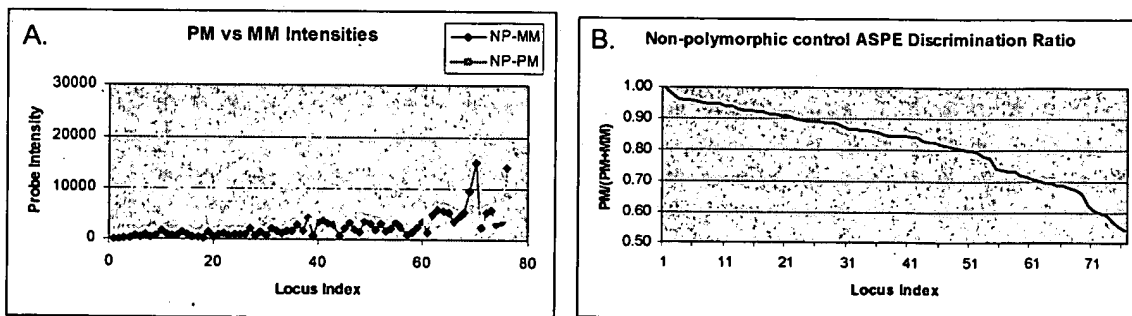 A.
PM vs MM Intensities
NP-MM
NP-PM
Probe Intensity
30000
20000
10000
0
0 20 40 60 80
Locus Index
B.
Non-polymorphic control ASPE Discrimination Ratio
PM/(PM+MM)
1.00
0.90
0.80
0.70
0.60
0.50
1 11 21 31 41 51 61 71
Locus Index